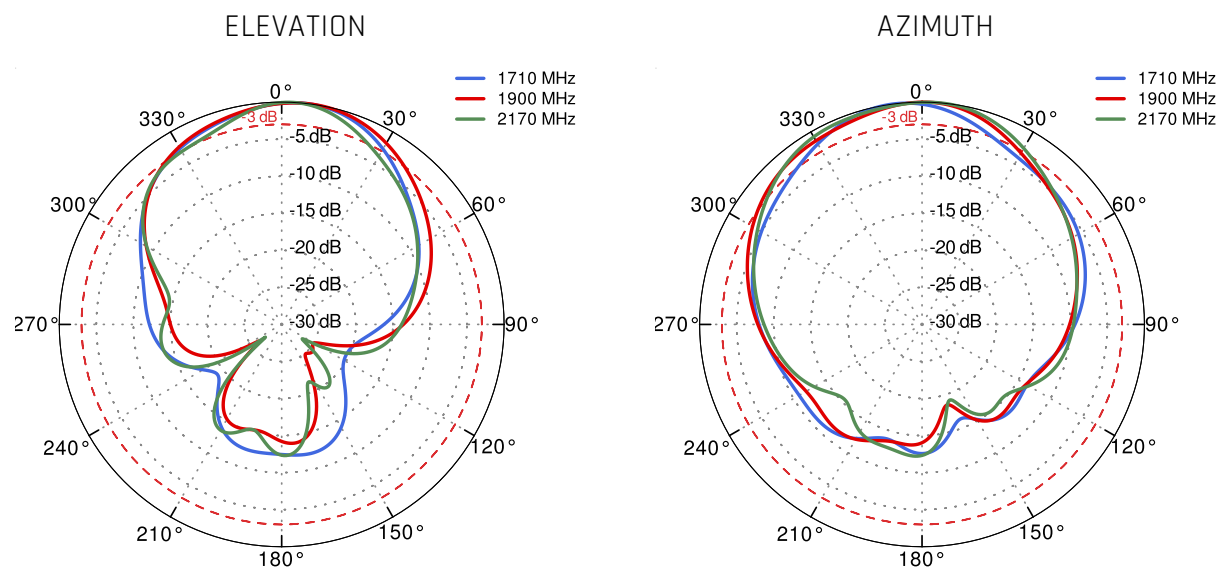 ELEVATION
1710 MHz
1900 MHz
2170 MHz
0°
330°
30°
-3 dB
-5 dB
-10 dB
300°
60°
-15 dB
-20 dB
-25 dB
-30 dB
270°
90°
240°
120°
210°
150°
180°
AZIMUTH
1710 MHz
1900 MHz
2170 MHz
0°
330°
30°
-3 dB
-5 dB
-10 dB
300°
60°
-15 dB
-20 dB
-25 dB
-30 dB
270°
90°
240°
120°
210°
150°
180°